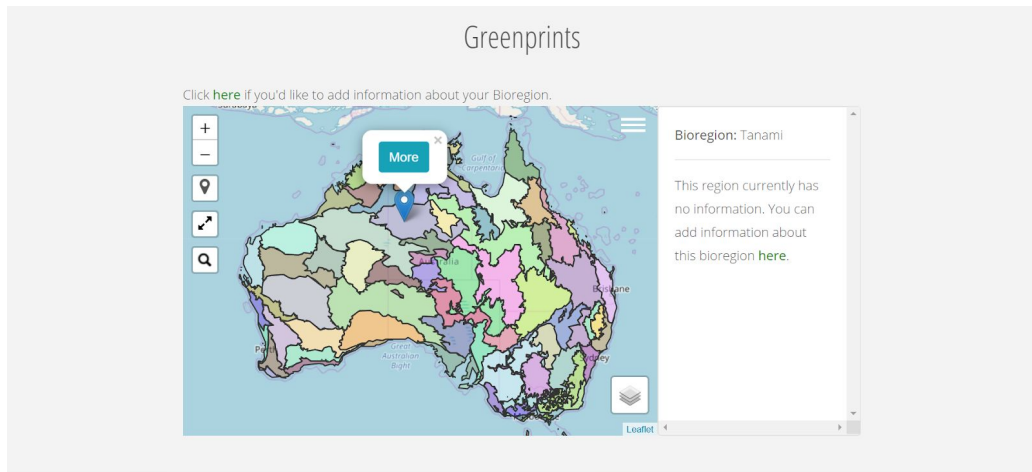 Greenprints
Click here if you'd like to add information about your Bioregion.
+
−
More
×
Gulf of
Carpentaria
Australia
Brisbane
Perth
Great
Australian
Bight
Sydney
Leaflet
Bioregion: Tanami
This region currently has
no information. You can
add information about
this bioregion here.